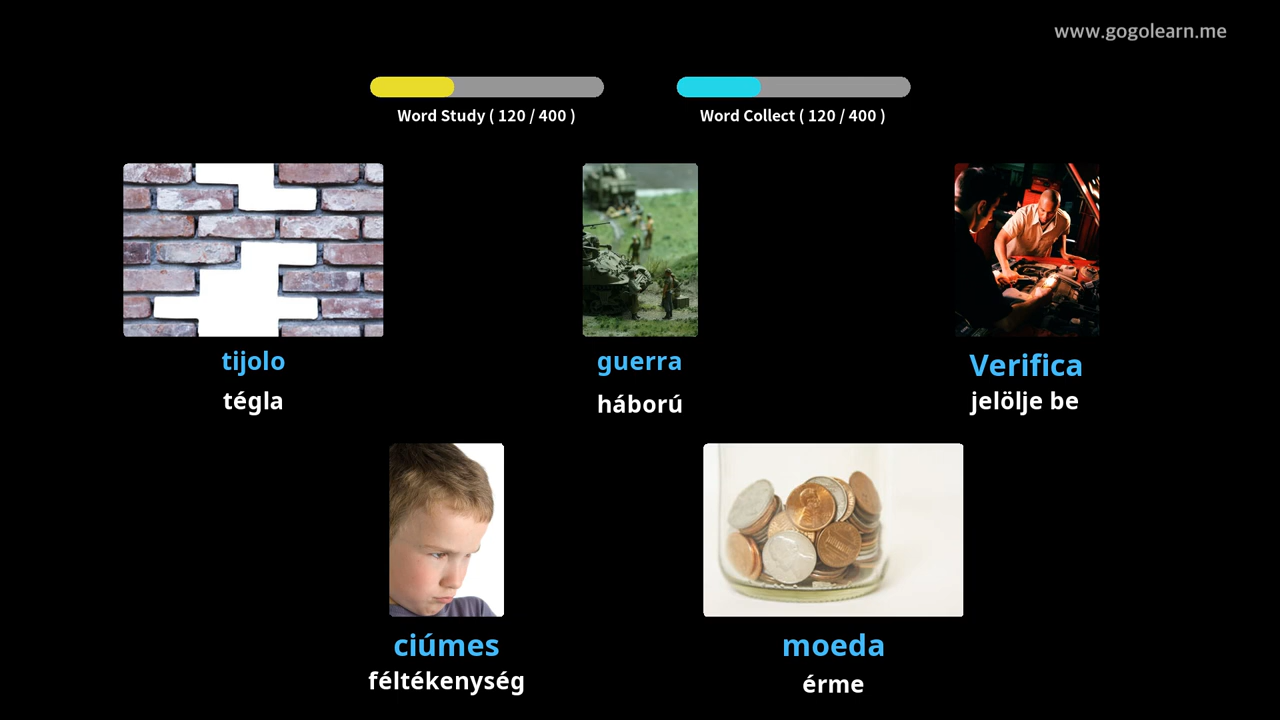 www.gogolearn.me
Word Study ( 120 / 400 )
Word Collect ( 120 / 400 )
tijolo
tégla
guerra
háború
Verifica
jelölje be
ciúmes
féltékenység
moeda
érme